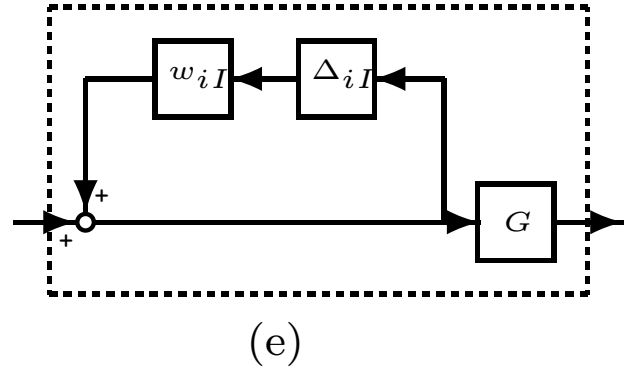 w_{iI} Δ_{iI}
+
+
G
(e)